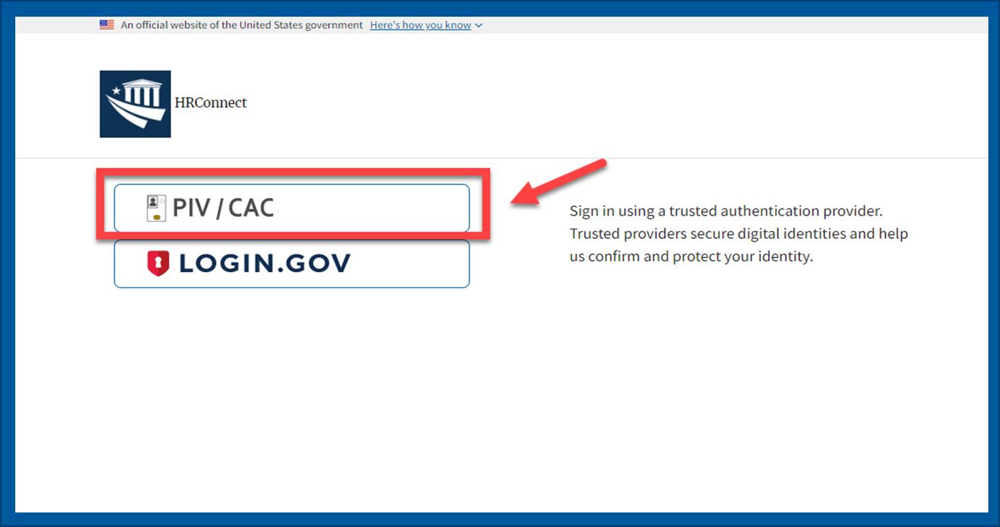 An official website of the United States government Here's how you know
HRConnect
PIV / CAC
LOGIN.GOV
Sign in using a trusted authentication provider.
Trusted providers secure digital identities and help
us confirm and protect your identity.